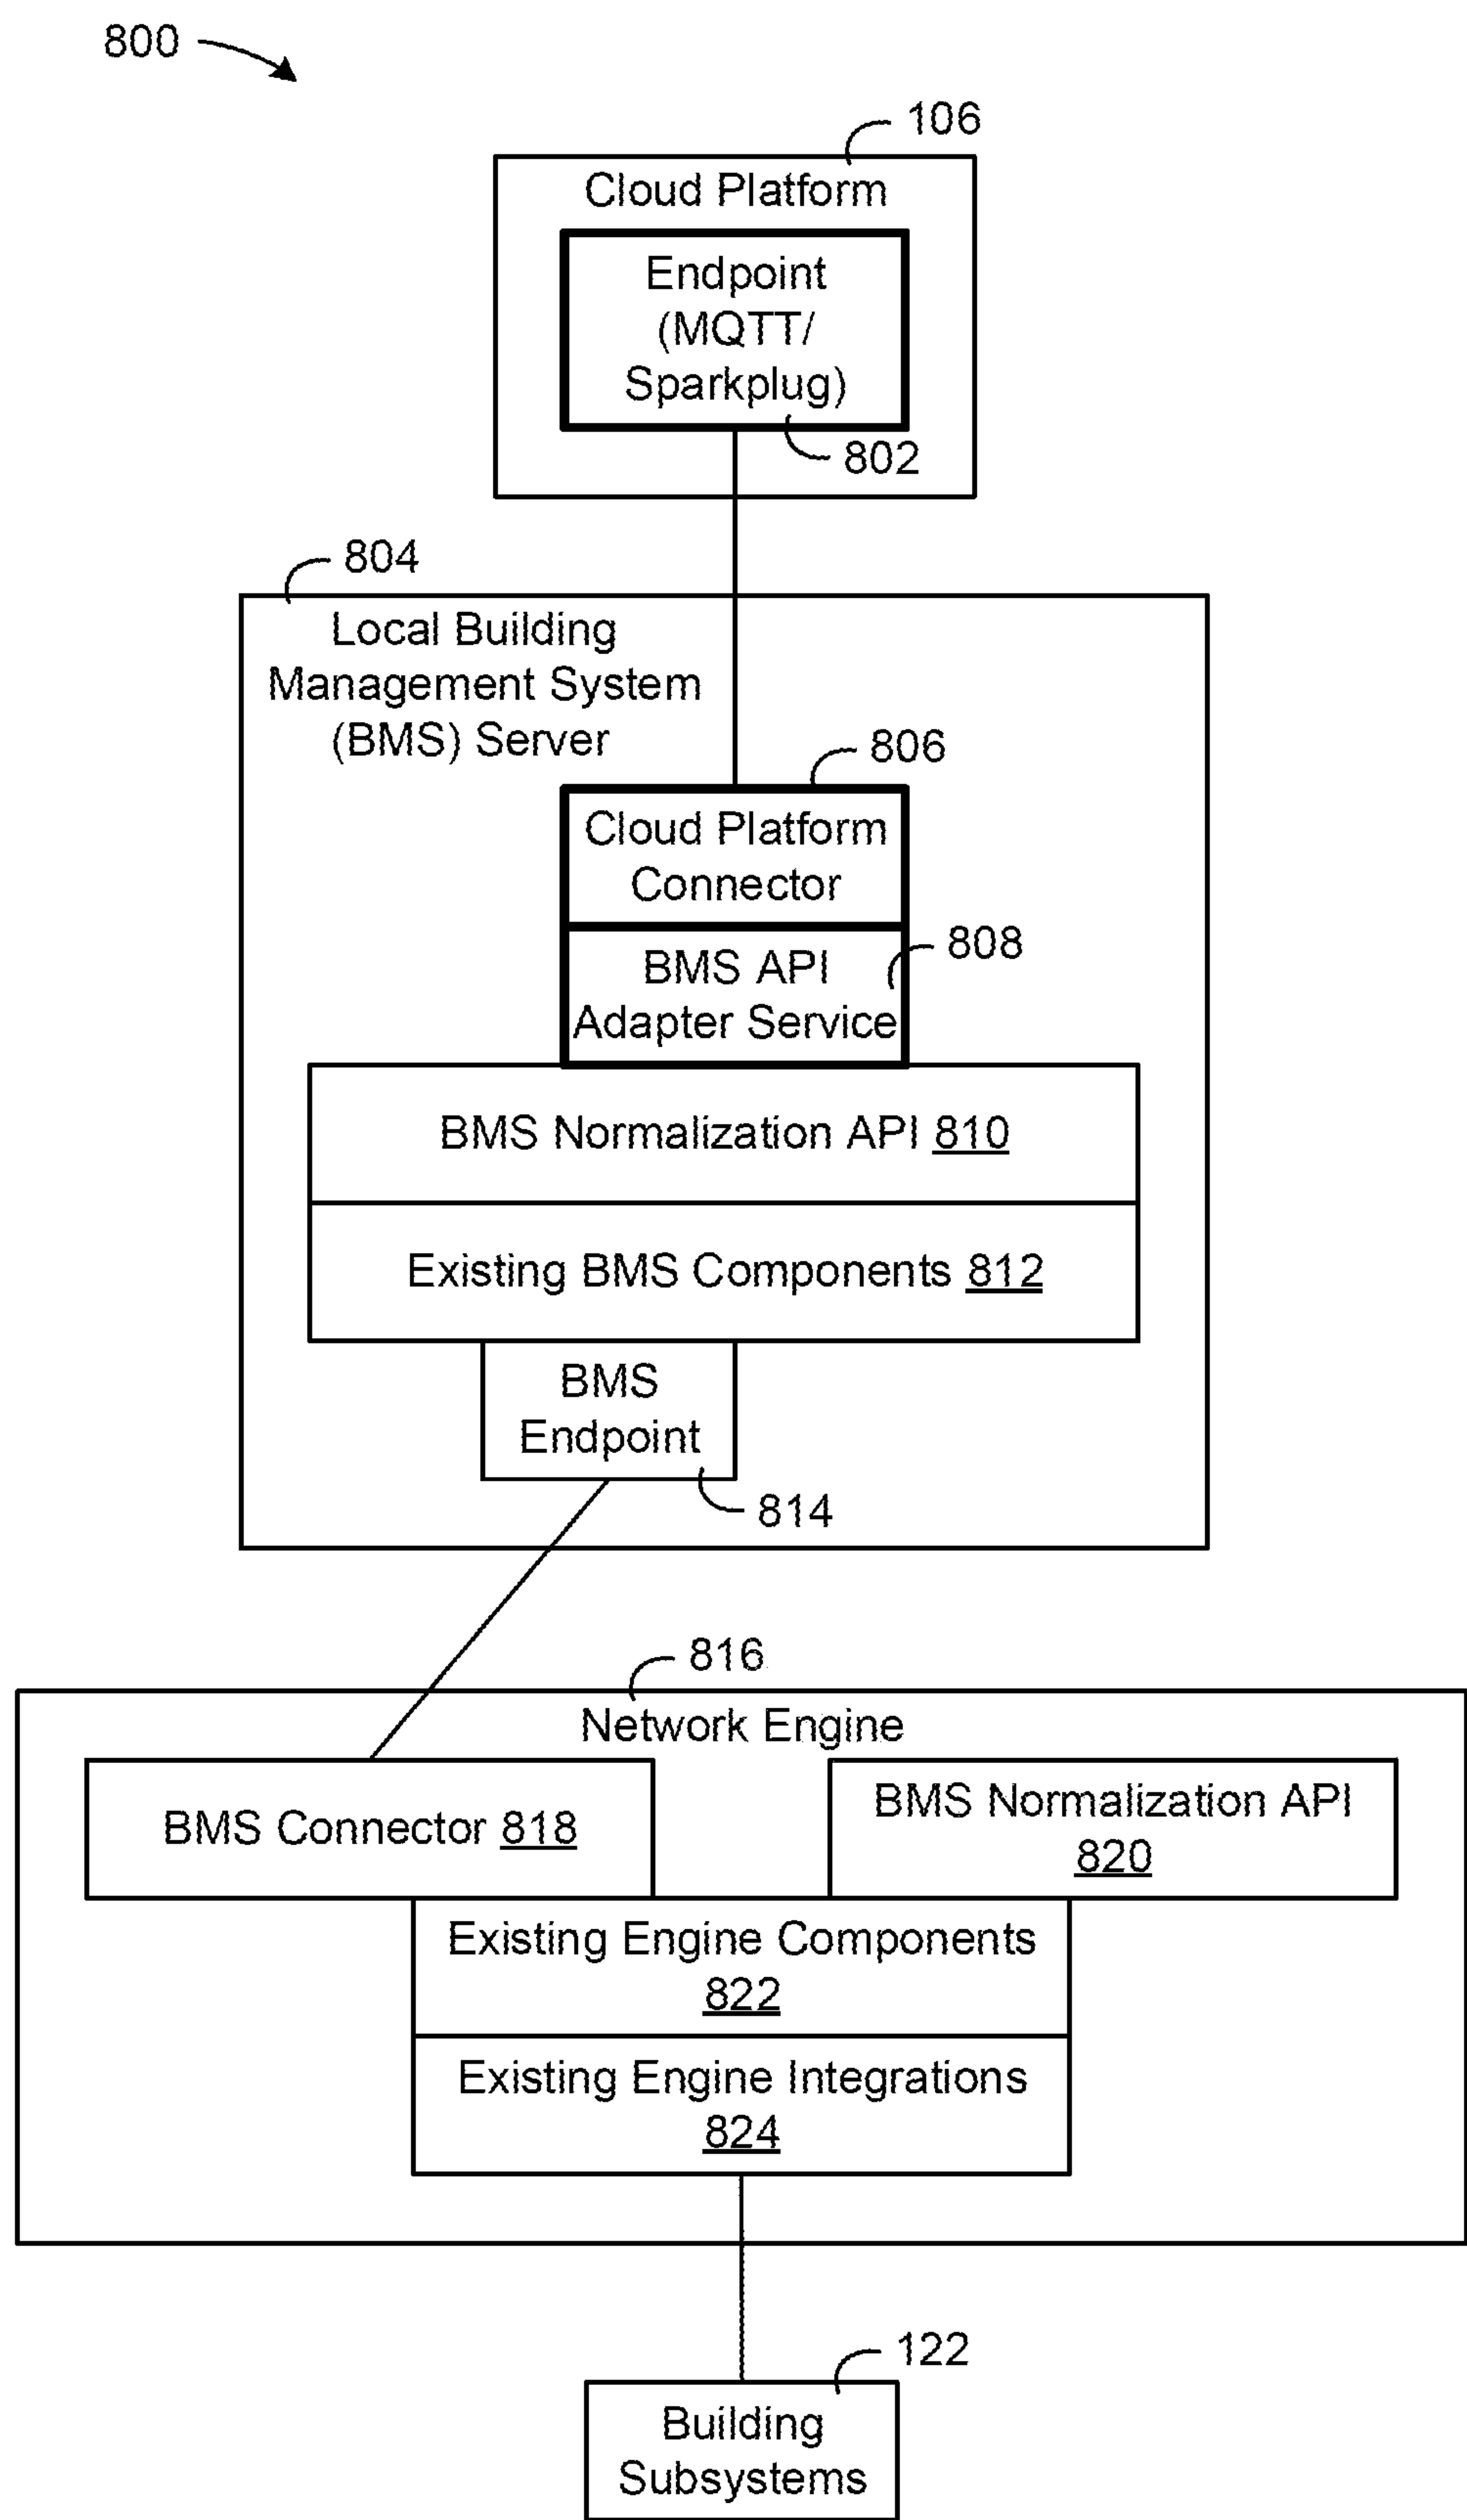 800
106
Cloud Platform
Endpoint
(MQTT/
Sparkplug)
802
804
Local Building
Management System
(BMS) Server
806
Cloud Platform
Connector
808
BMS API
Adapter Service
BMS Normalization API 810
Existing BMS Components 812
BMS
Endpoint
814
816
Network Engine
BMS Connector 818
BMS Normalization API
820
Existing Engine Components
822
Existing Engine Integrations
824
122
Building
Subsystems